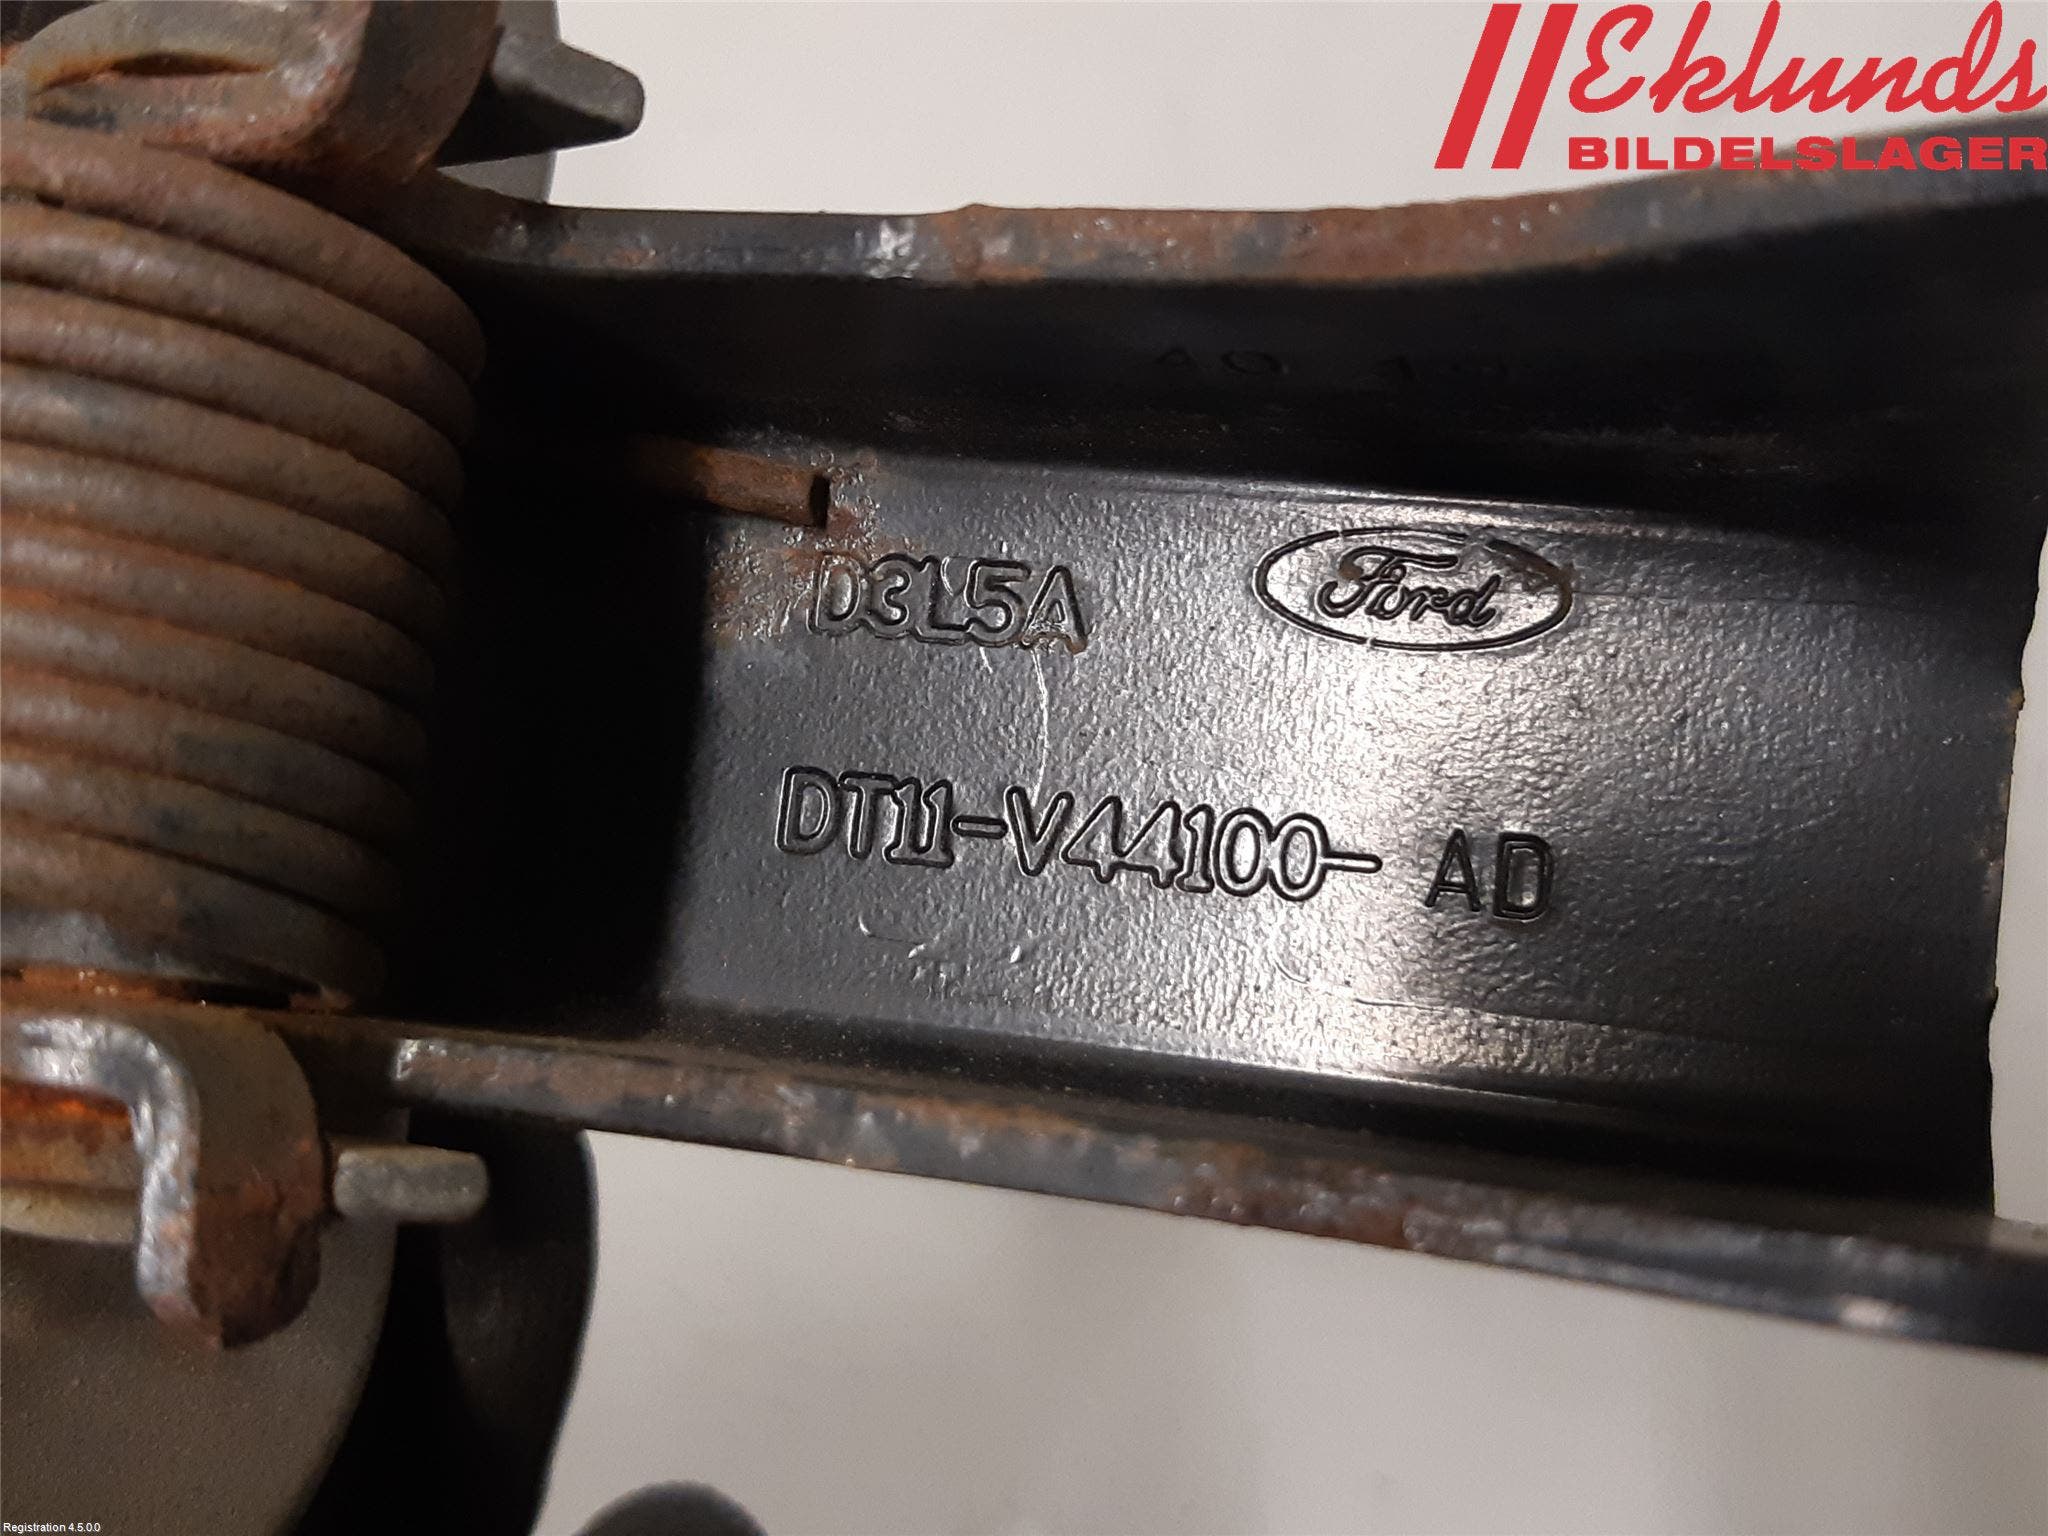 Eklunds
BILDELSLAGER
D3L5A
Ford
DT11-V44100- AD
Registration 4.5.0.0